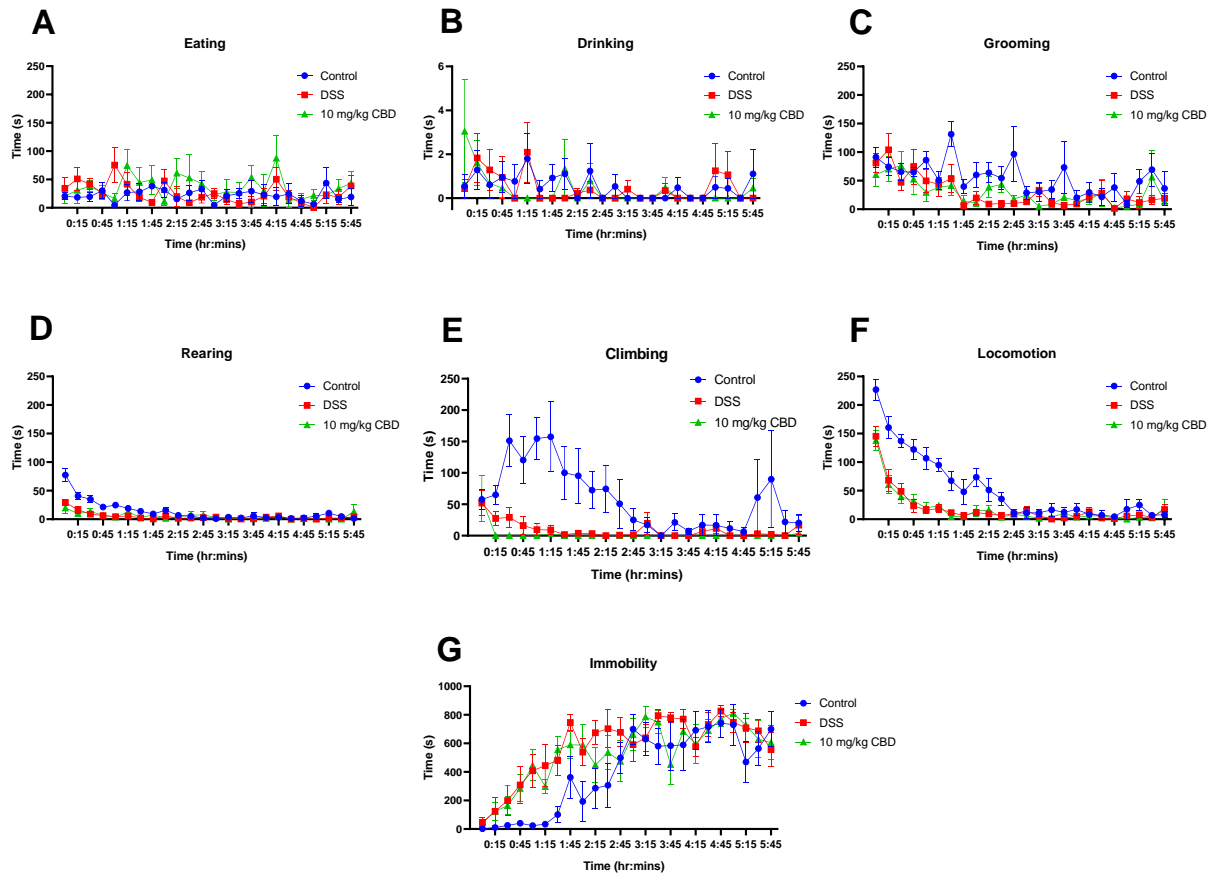 A
Eating
250
200
150
100
50
0
Time (s)
0:15 0:45 1:15 1:45 2:15 2:45 3:15 3:45 4:15 4:45 5:15 5:45
Time (hr:mins)
Control
DSS
10 mg/kg CBD
B
Drinking
6
4
2
0
Time (s)
0:15 0:45 1:15 1:45 2:15 2:45 3:15 3:45 4:15 4:45 5:15 5:45
Time (hr:mins)
Control
DSS
10 mg/kg CBD
C
Grooming
250
200
150
100
50
0
Time (s)
0:15 0:45 1:15 1:45 2:15 2:45 3:15 3:45 4:15 4:45 5:15 5:45
Time (hr:mins)
Control
DSS
10 mg/kg CBD
D
Rearing
250
200
150
100
50
0
Time (s)
0:15 0:45 1:15 1:45 2:15 2:45 3:15 3:45 4:15 4:45 5:15 5:45
Time (hr:mins)
Control
DSS
10 mg/kg CBD
E
Climbing
250
200
150
100
50
0
Time (s)
0:15 0:45 1:15 1:45 2:15 2:45 3:15 3:45 4:15 4:45 5:15 5:45
Time (hr:mins)
Control
DSS
10 mg/kg CBD
F
Locomotion
250
200
150
100
50
0
Time (s)
0:15 0:45 1:15 1:45 2:15 2:45 3:15 3:45 4:15 4:45 5:15 5:45
Time (hr:mins)
Control
DSS
10 mg/kg CBD
G
Immobility
1000
800
600
400
200
0
Time (s)
0:15 0:45 1:15 1:45 2:15 2:45 3:15 3:45 4:15 4:45 5:15 5:45
Time (hr:mins)
Control
DSS
10 mg/kg CBD